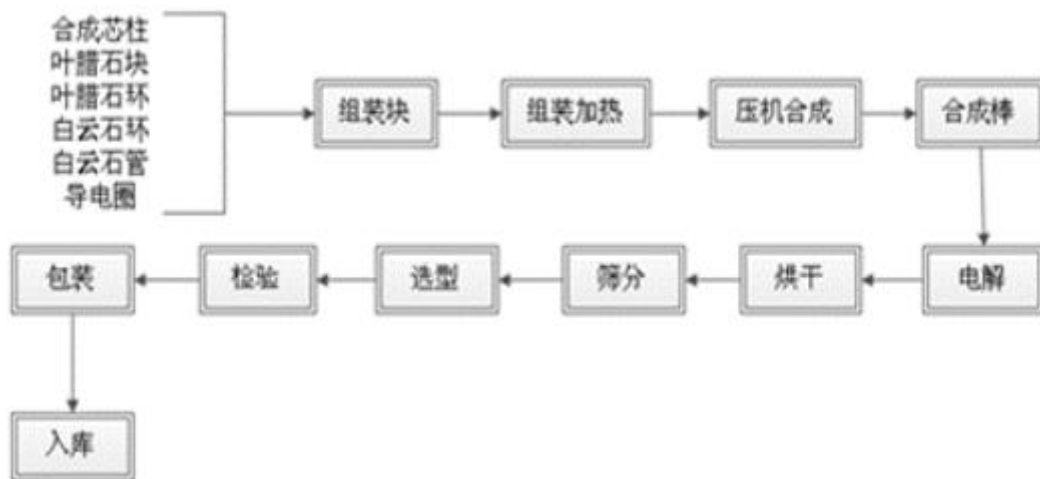 合成芯柱
叶腊石块
叶腊石环
白云石环
白云石管
导电圈
组装块
组装加热
压机合成
合成棒
电解
烘干
筛分
选型
检验
包装
入库